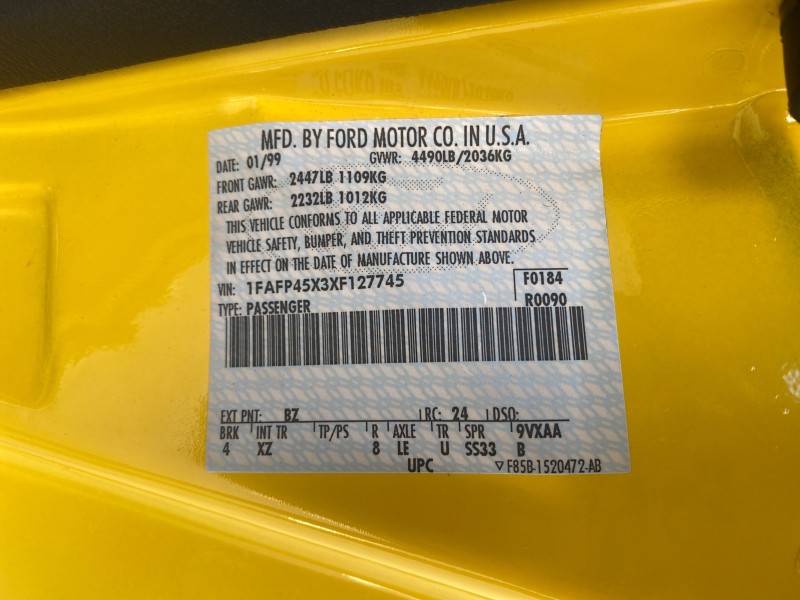 MFD. BY FORD MOTOR CO. IN U.S.A.
DATE: 01/99 GVWR: 4490LB/2036KG
FRONT GAWR: 2447LB 1109KG
REAR GAWR: 2232LB 1012KG
THIS VEHICLE CONFORMS TO ALL APPLICABLE FEDERAL MOTOR
VEHICLE SAFETY, BUMPER, AND THEFT PREVENTION STANDARDS
IN EFFECT ON THE DATE OF MANUFACTURE SHOWN ABOVE.
VIN: 1FAFP45X3XF127745 F0184
TYPE: PASSENGER R0090
EXT PNT: BZ RC: 24 DSO:
BRK INT TR TP/PS R AXLE TR SPR 9VXAA
4 XZ 8 LE U SS33 B
UPC ▽F85B-1520472-AB